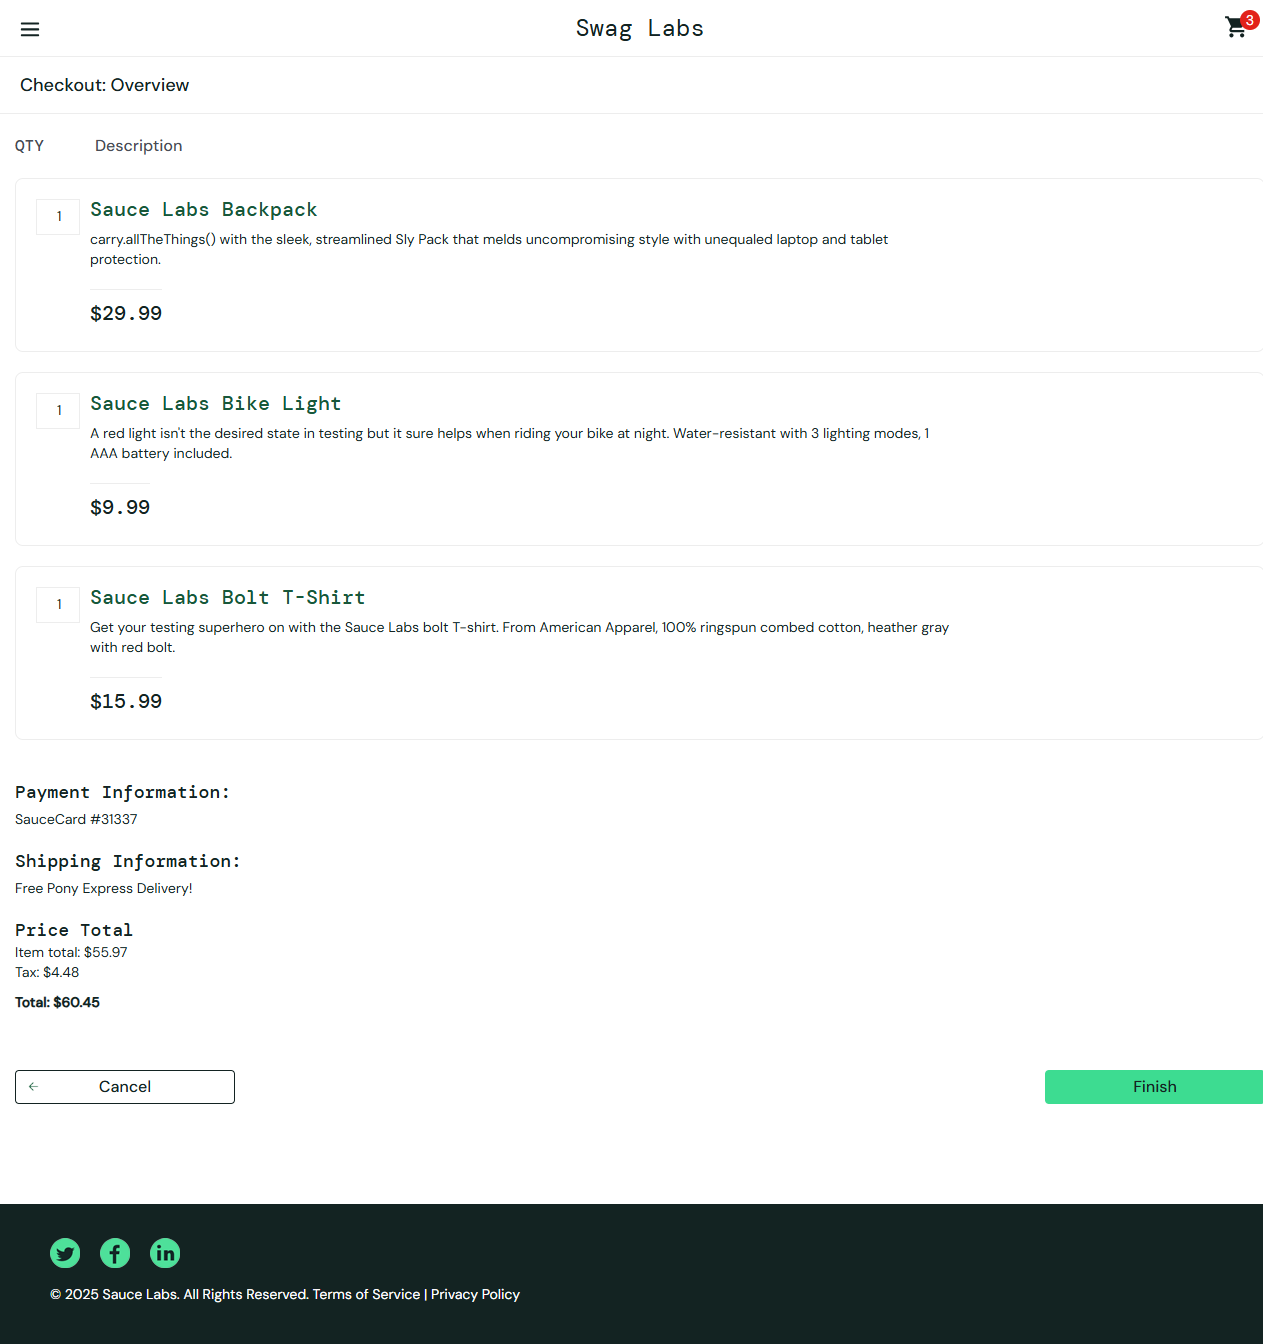 Swag Labs
3
Checkout: Overview
QTY Description
1
Sauce Labs Backpack
carry.allTheThings() with the sleek, streamlined Sly Pack that melds uncompromising style with unequaled laptop and tablet
protection.
$29.99
1
Sauce Labs Bike Light
A red light isn't the desired state in testing but it sure helps when riding your bike at night. Water-resistant with 3 lighting modes, 1
AAA battery included.
$9.99
1
Sauce Labs Bolt T-Shirt
Get your testing superhero on with the Sauce Labs bolt T-shirt. From American Apparel, 100% ringspun combed cotton, heather gray
with red bolt.
$15.99
Payment Information:
SauceCard #31337
Shipping Information:
Free Pony Express Delivery!
Price Total
Item total: $55.97
Tax: $4.48
Total: $60.45
Cancel
Finish
© 2025 Sauce Labs. All Rights Reserved. Terms of Service | Privacy Policy